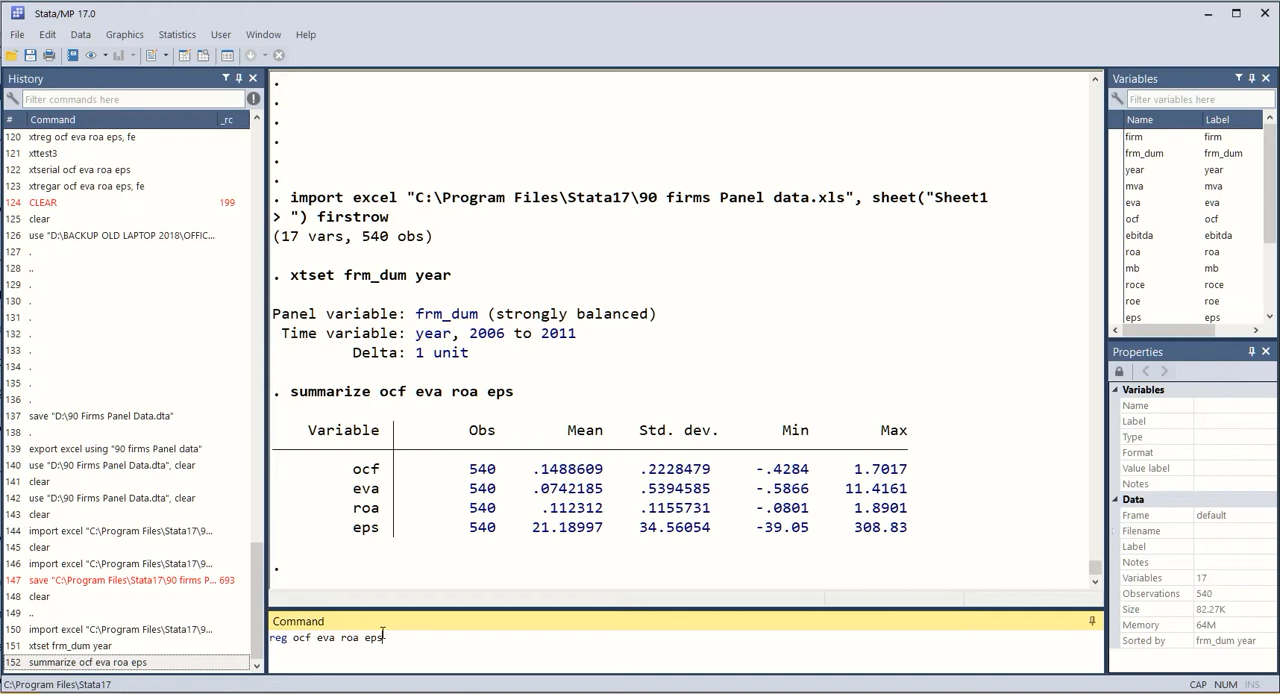 Stata/MP 17.0
File Edit Data Graphics Statistics User Window Help
History
Filter commands here
# Command _rc
120 xtreg ocf eva roa eps, fe
121 xttest3
122 xtserial ocf eva roa eps
123 xtregar ocf eva roa eps, fe
124 CLEAR 199
125 clear
126 use "D:\BACKUP OLD LAPTOP 2018\OFFIC...
127 .
128 ..
129 .
130 .
131 .
132 .
133 .
134 .
135 .
136 .
137 save "D:\90 Firms Panel Data.dta"
138 .
139 export excel using "90 firms Panel data"
140 use "D:\90 Firms Panel Data.dta", clear
141 clear
142 use "D:\90 Firms Panel Data.dta", clear
143 clear
144 import excel "C:\Program Files\Stata17\9...
145 clear
146 import excel "C:\Program Files\Stata17\9...
147 save "C:\Program Files\Stata17\90 firms P... 693
148 clear
149 ..
150 import excel "C:\Program Files\Stata17\9...
151 xtset frm_dum year
152 summarize ocf eva roa eps
.
.
.
.
.
.
. import excel "C:\Program Files\Stata17\90 firms Panel data.xls", sheet("Sheet1
> ") firstrow
(17 vars, 540 obs)
. xtset frm_dum year
Panel variable: frm_dum (strongly balanced)
Time variable: year, 2006 to 2011
Delta: 1 unit
. summarize ocf eva roa eps
Variable Obs Mean Std. dev. Min Max
ocf 540 .1488609 .2228479 -.4284 1.7017
eva 540 .0742185 .5394585 -.5866 11.4161
roa 540 .112312 .1155731 -.0801 1.8901
eps 540 21.18997 34.56054 -39.05 308.83
.
Command
reg ocf eva roa eps
Variables
Filter variables here
Name Label
firm firm
frm_dum frm_dum
year year
mva mva
eva eva
ocf ocf
ebitda ebitda
roa roa
mb mb
roce roce
roe roe
eps eps
Properties
Variables
Name
Label
Type
Format
Value label
Notes
Data
Frame default
Filename
Label
Notes
Variables 17
Observations 540
Size 82.27K
Memory 64M
Sorted by frm_dum year
C:\Program Files\Stata17
CAP NUM INS